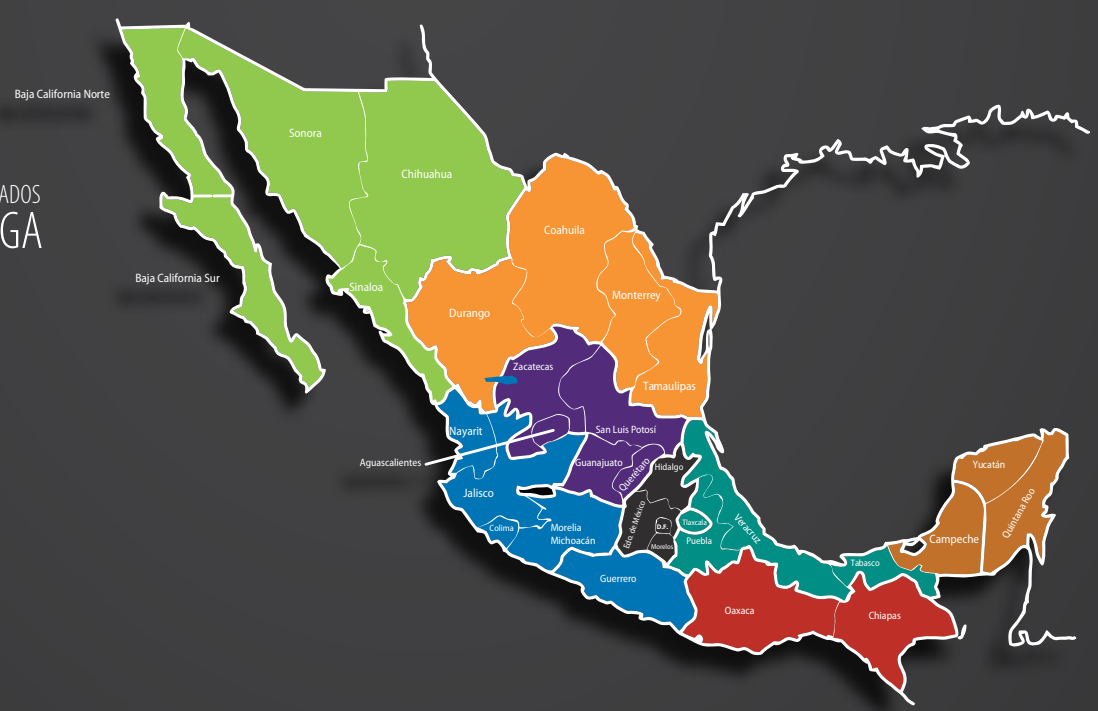 Baja California Norte
Sonora
Chihuahua
ADOS
GA
Coahuila
Baja California Sur
Sinaloa
Monterrey
Durango
Zacatecas
Tamaulipas
Nayarit
San Luis Potosí
Aguascalientes
Guanajuato
Querétaro
Hidalgo
Yucatán
Jalisco
Quintana Roo
Colima
Morelia
Michoacán
Edo. de México
D.F.
Tlaxcala
Veracruz
Morelos
Puebla
Campeche
Tabasco
Guerrero
Oaxaca
Chiapas